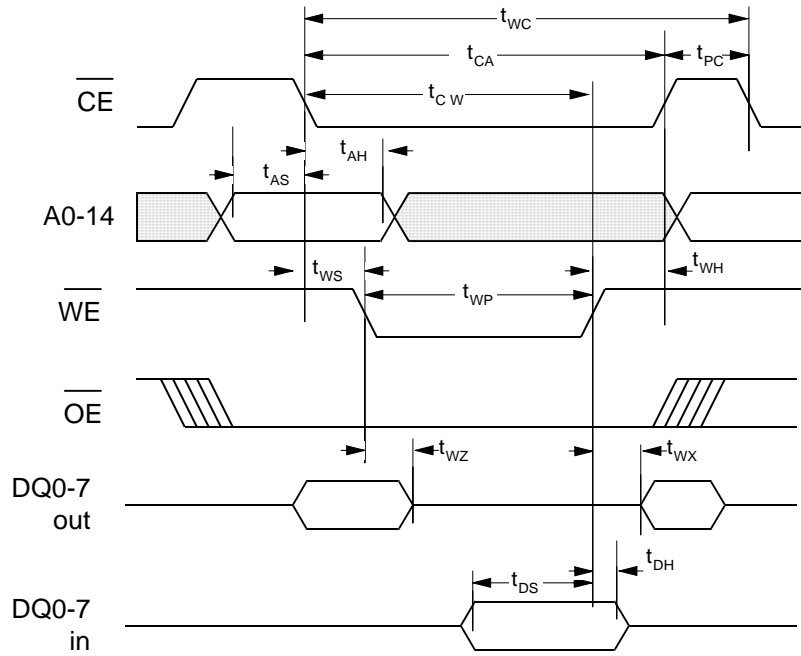 tWC
tCA
tPC
CE
tC W
tAH
tAS
A0-14
tWS
tWH
WE
tWP
OE
tWZ
tWX
DQ0-7
out
tDH
tDS
DQ0-7
in